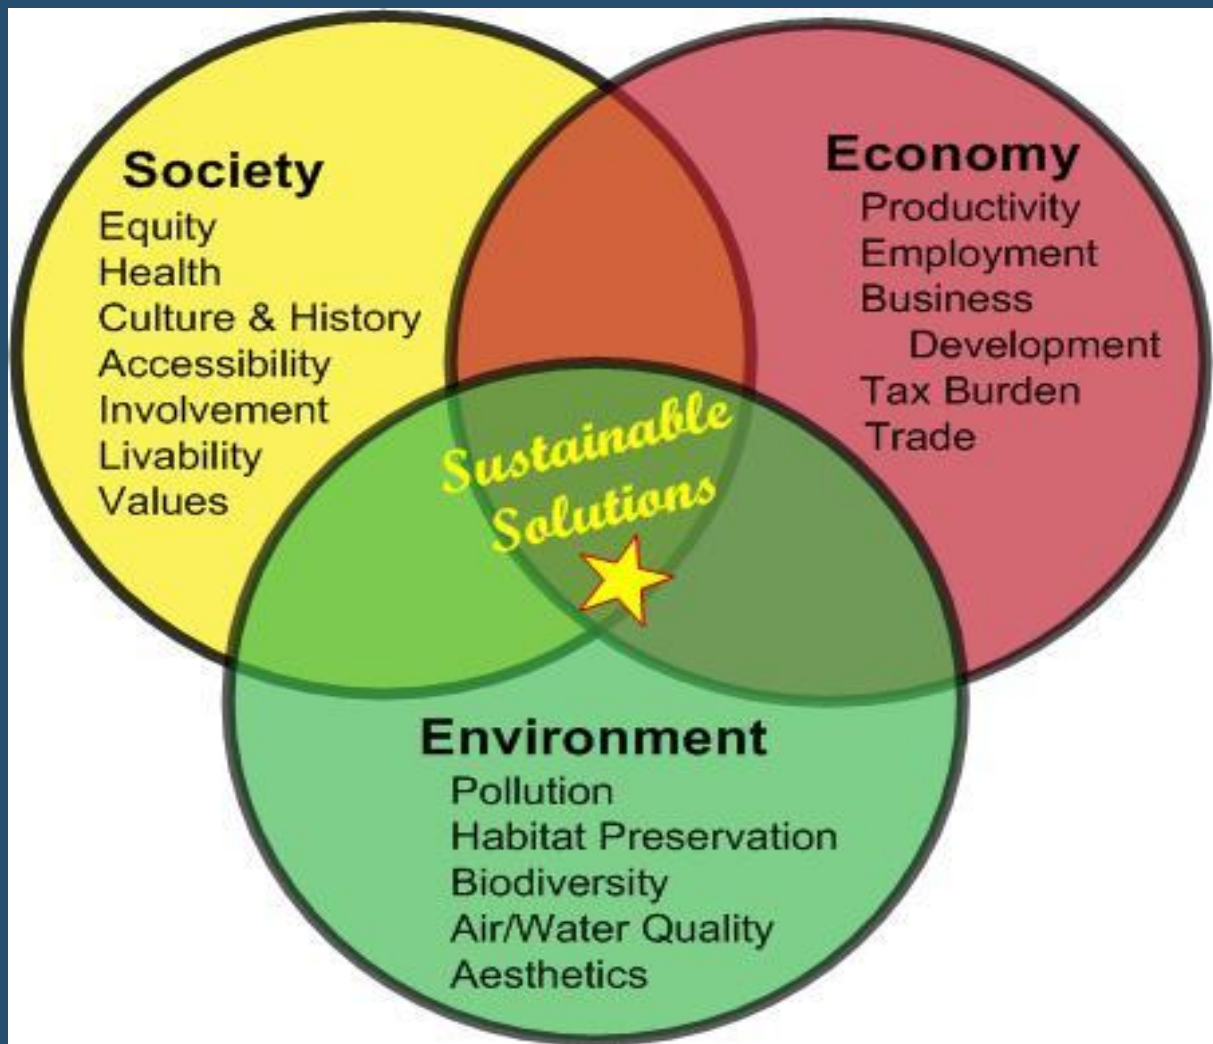 Society
Equity
Health
Culture & History
Accessibility
Involvement
Livability
Values
Economy
Productivity
Employment
Business
Development
Tax Burden
Trade
Sustainable
Solutions
Environment
Pollution
Habitat Preservation
Biodiversity
Air/Water Quality
Aesthetics